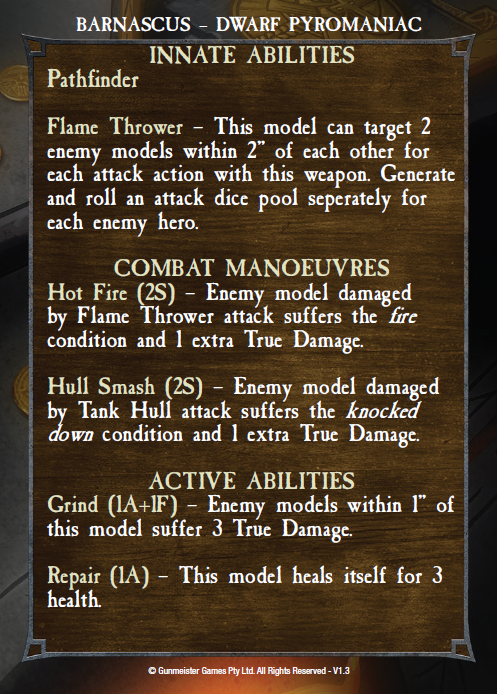 BARNASCUS – DWARF PYROMANIAC
INNATE ABILITIES
Pathfinder
Flame Thrower – This model can target 2
enemy models within 2” of each other for
each attack action with this weapon. Generate
and roll an attack dice pool seperately for
each enemy hero.
COMBAT MANOEUVRES
Hot Fire (2S) – Enemy model damaged
by Flame Thrower attack suffers the fire
condition and 1 extra True Damage.
Hull Smash (2S) – Enemy model damaged
by Tank Hull attack suffers the knocked
down condition and 1 extra True Damage.
ACTIVE ABILITIES
Grind (1A+1F) – Enemy models within 1” of
this model suffer 3 True Damage.
Repair (1A) – This model heals itself for 3
health.
© Gunmeister Games Pty Ltd. All Rights Reserved - V1.3